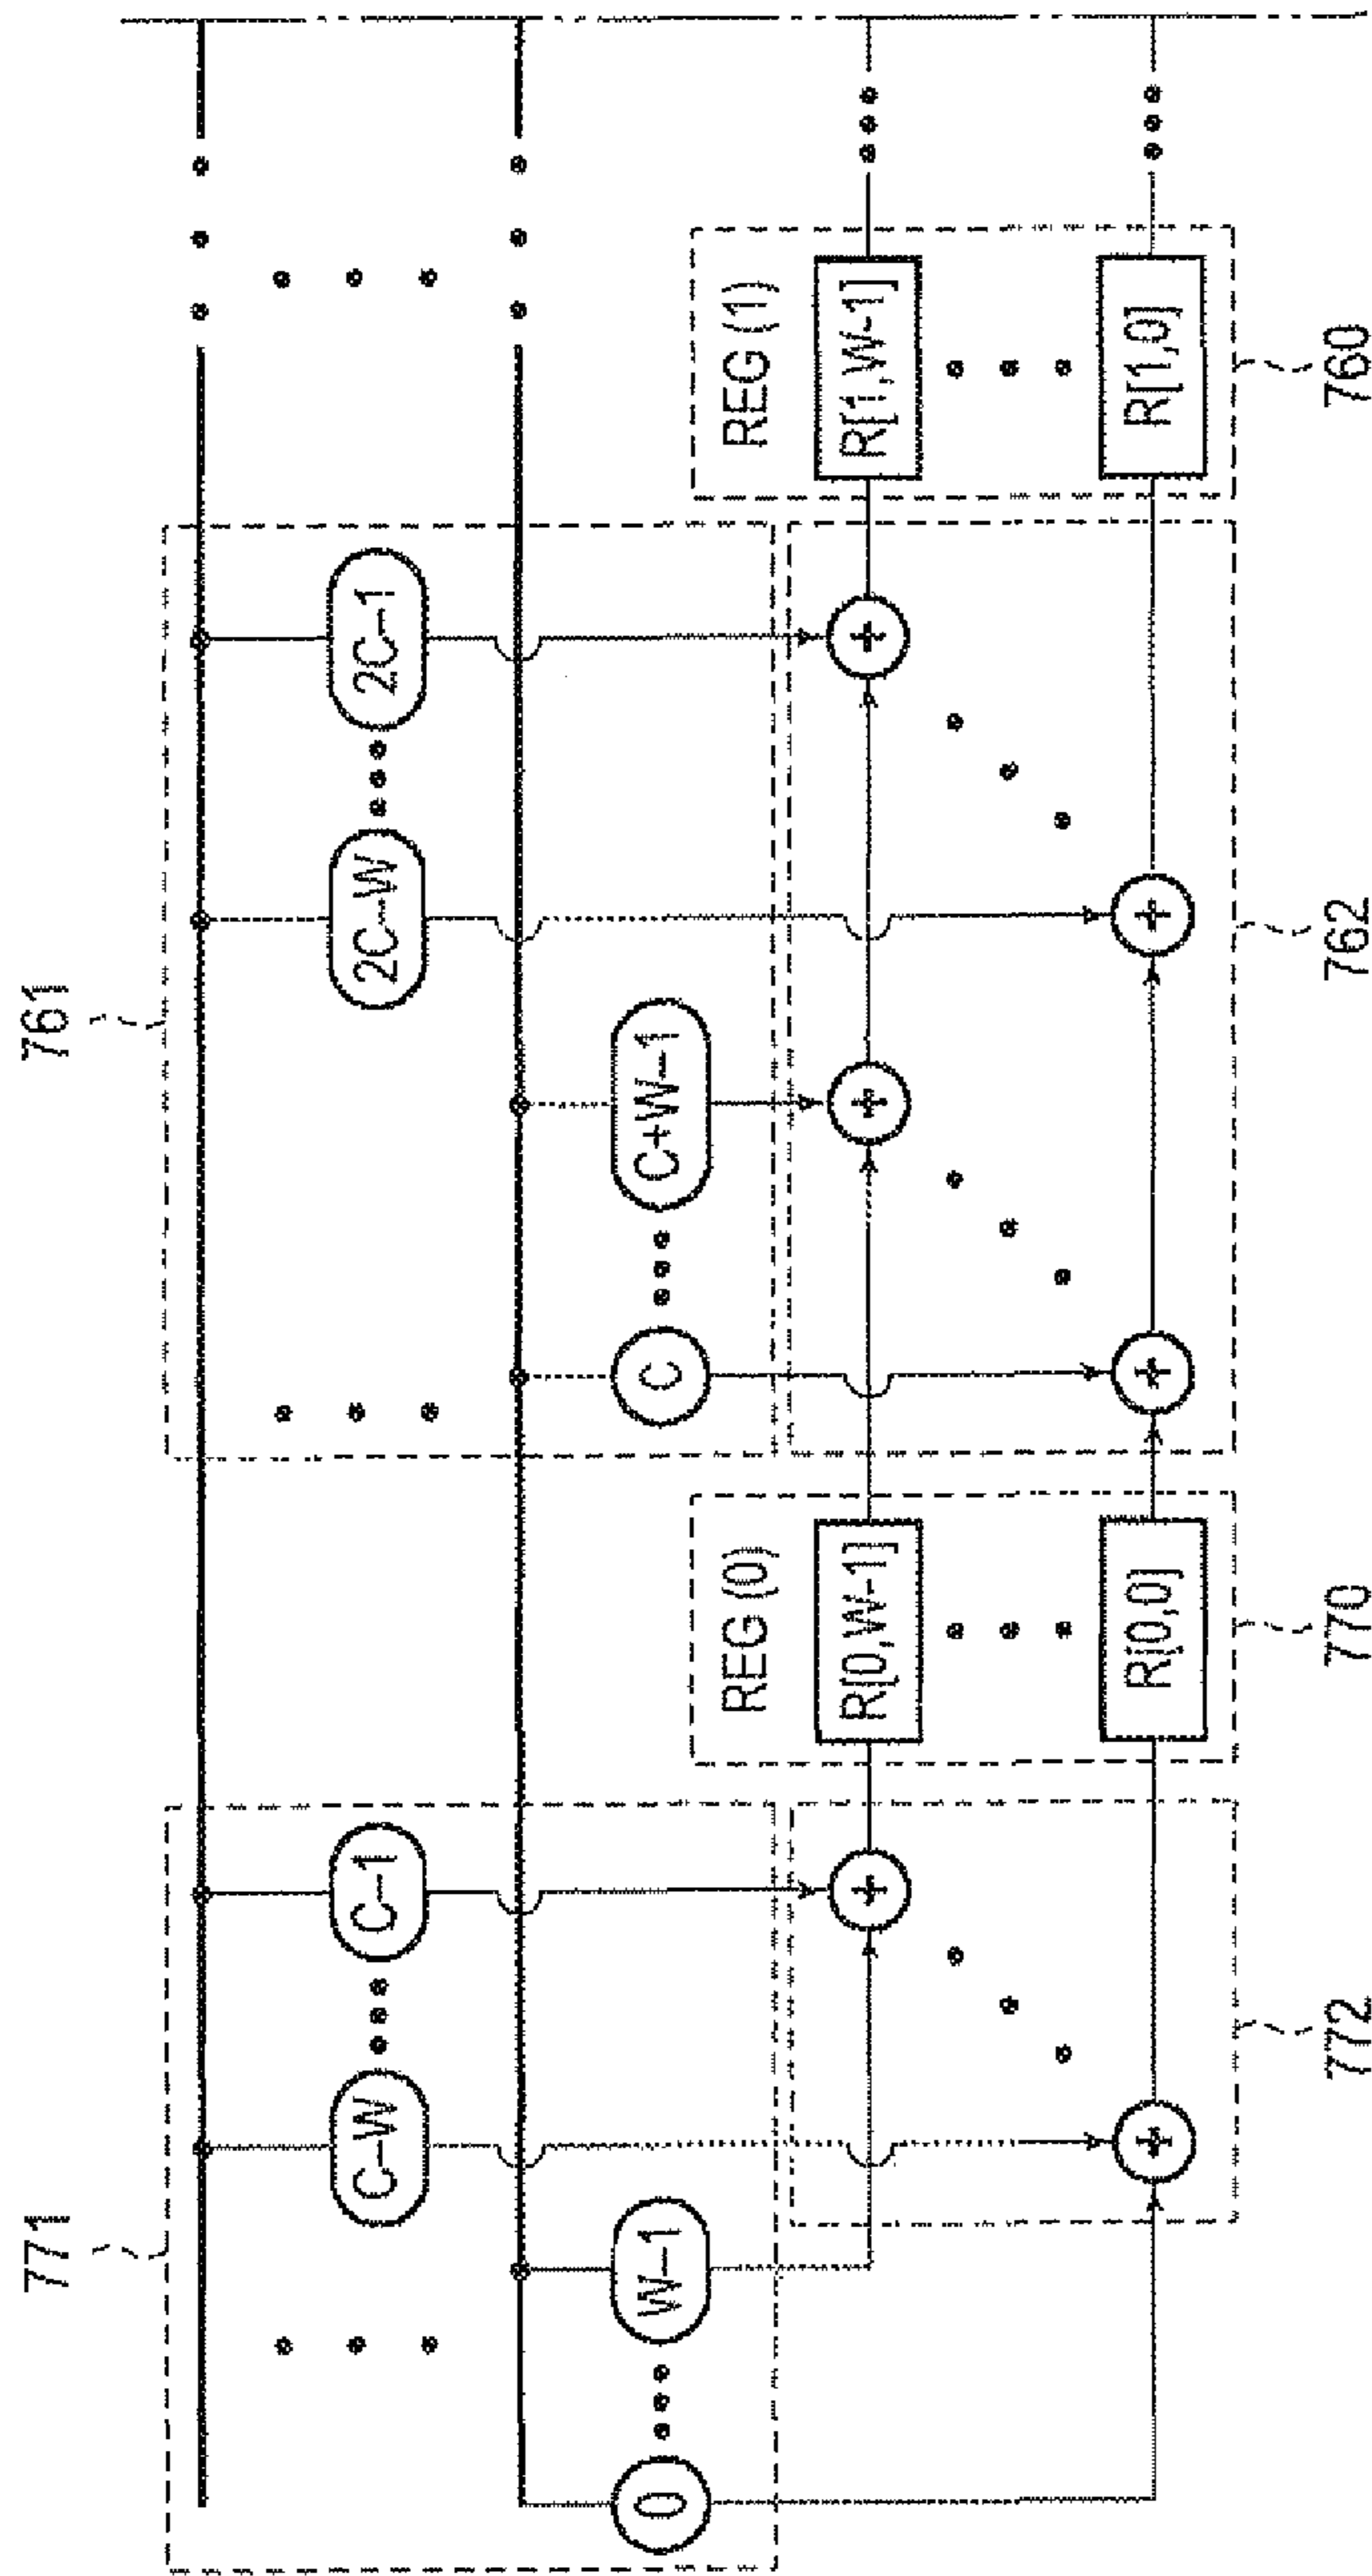 771
761
C-W
C-1
2C-W
2C-1
0
W-1
C
C+W-1
REG (0)
REG (1)
R[0,W-1]
R[1,W-1]
R[0,0]
R[1,0]
772
770
762
760